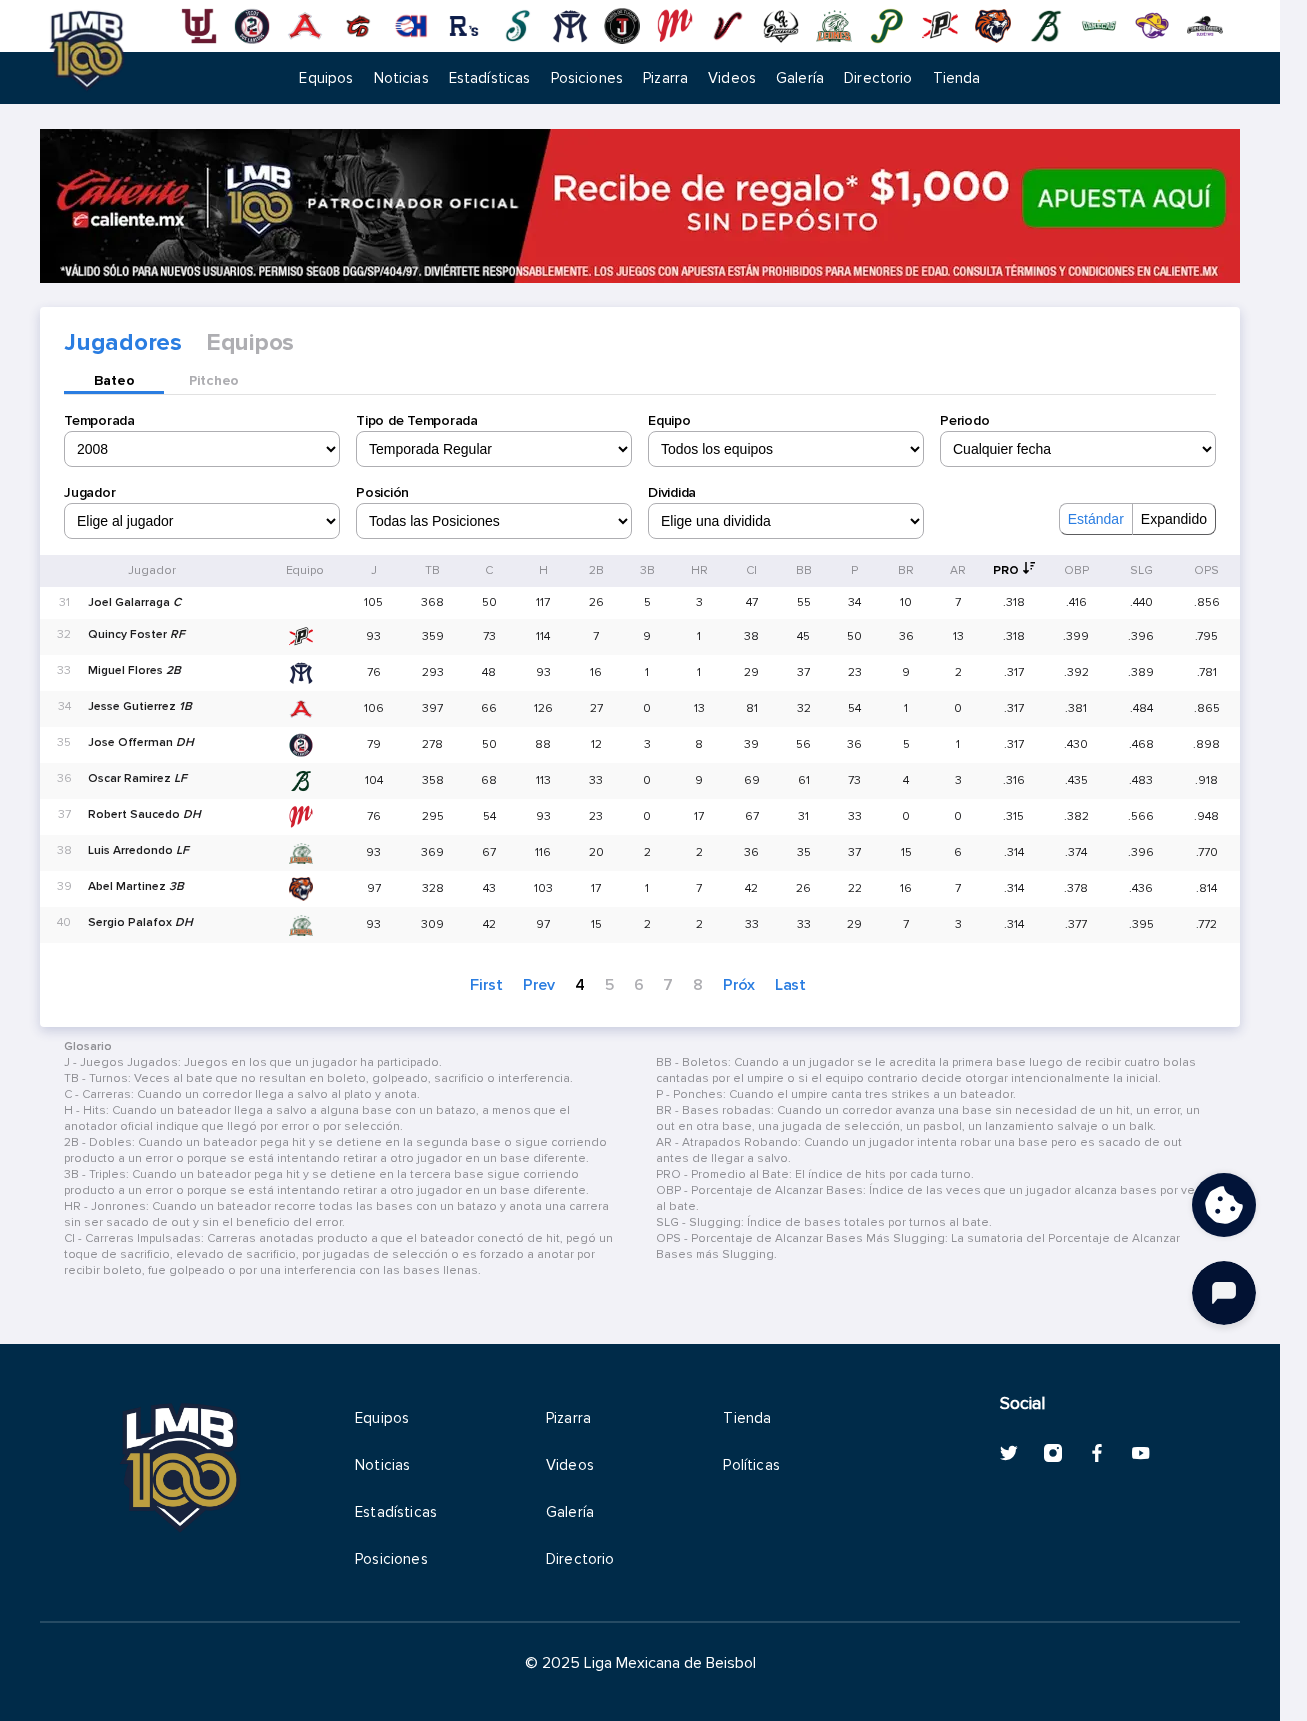 LMB
100
Equipos Noticias Estadísticas Posiciones Pizarra Videos Galería Directorio Tienda
Caliente
caliente.mx
LMB
100
PATROCINADOR OFICIAL
Recibe de regalo* $1,000
SIN DEPÓSITO
APUESTA AQUÍ
*VÁLIDO SÓLO PARA NUEVOS USUARIOS. PERMISO SEGOB DGG/SP/404/97. DIVIÉRTETE RESPONSABLEMENTE. LOS JUEGOS CON APUESTA ESTÁN PROHIBIDOS PARA MENORES DE EDAD. CONSULTA TÉRMINOS Y CONDICIONES EN CALIENTE.MX
Jugadores Equipos
Bateo Pitcheo
Temporada Tipo de Temporada Equipo Periodo
2008 Temporada Regular Todos los equipos Cualquier fecha
Jugador Posición Dividida
Elige al jugador Todas las Posiciones Elige una dividida Estándar Expandido
Jugador Equipo J TB C H 2B 3B HR CI BB P BR AR PRO OBP SLG OPS
31 Joel Galarraga C 105 368 50 117 26 5 3 47 55 34 10 7 .318 .416 .440 .856
32 Quincy Foster RF 93 359 73 114 7 9 1 38 45 50 36 13 .318 .399 .396 .795
33 Miguel Flores 2B 76 293 48 93 16 1 1 29 37 23 9 2 .317 .392 .389 .781
34 Jesse Gutierrez 1B 106 397 66 126 27 0 13 81 32 54 1 0 .317 .381 .484 .865
35 Jose Offerman DH 79 278 50 88 12 3 8 39 56 36 5 1 .317 .430 .468 .898
36 Oscar Ramirez LF 104 358 68 113 33 0 9 69 61 73 4 3 .316 .435 .483 .918
37 Robert Saucedo DH 76 295 54 93 23 0 17 67 31 33 0 0 .315 .382 .566 .948
38 Luis Arredondo LF 93 369 67 116 20 2 2 36 35 37 15 6 .314 .374 .396 .770
39 Abel Martinez 3B 97 328 43 103 17 1 7 42 26 22 16 7 .314 .378 .436 .814
40 Sergio Palafox DH 93 309 42 97 15 2 2 33 33 29 7 3 .314 .377 .395 .772
First Prev 4 5 6 7 8 Próx Last
Glosario
J - Juegos Jugados: Juegos en los que un jugador ha participado.
TB - Turnos: Veces al bate que no resultan en boleto, golpeado, sacrificio o interferencia.
C - Carreras: Cuando un corredor llega a salvo al plato y anota.
H - Hits: Cuando un bateador llega a salvo a alguna base con un batazo, a menos que el
anotador oficial indique que llegó por error o por selección.
2B - Dobles: Cuando un bateador pega hit y se detiene en la segunda base o sigue corriendo
producto a un error o porque se está intentando retirar a otro jugador en un base diferente.
3B - Triples: Cuando un bateador pega hit y se detiene en la tercera base sigue corriendo
producto a un error o porque se está intentando retirar a otro jugador en un base diferente.
HR - Jonrones: Cuando un bateador recorre todas las bases con un batazo y anota una carrera
sin ser sacado de out y sin el beneficio del error.
CI - Carreras Impulsadas: Carreras anotadas producto a que el bateador conectó de hit, pegó un
toque de sacrificio, elevado de sacrificio, por jugadas de selección o es forzado a anotar por
recibir boleto, fue golpeado o por una interferencia con las bases llenas.
BB - Boletos: Cuando a un jugador se le acredita la primera base luego de recibir cuatro bolas
cantadas por el umpire o si el equipo contrario decide otorgar intencionalmente la inicial.
P - Ponches: Cuando el umpire canta tres strikes a un bateador.
BR - Bases robadas: Cuando un corredor avanza una base sin necesidad de un hit, un error, un
out en otra base, una jugada de selección, un pasbol, un lanzamiento salvaje o un balk.
AR - Atrapados Robando: Cuando un jugador intenta robar una base pero es sacado de out
antes de llegar a salvo.
PRO - Promedio al Bate: El índice de hits por cada turno.
OBP - Porcentaje de Alcanzar Bases: Índice de las veces que un jugador alcanza bases por
al bate.
SLG - Slugging: Índice de bases totales por turnos al bate.
OPS - Porcentaje de Alcanzar Bases Más Slugging: La sumatoria del Porcentaje de Alcanzar
Bases más Slugging.
LMB
100
Equipos Pizarra Tienda
Noticias Videos Políticas
Estadísticas Galería
Posiciones Directorio
Social
© 2025 Liga Mexicana de Beisbol